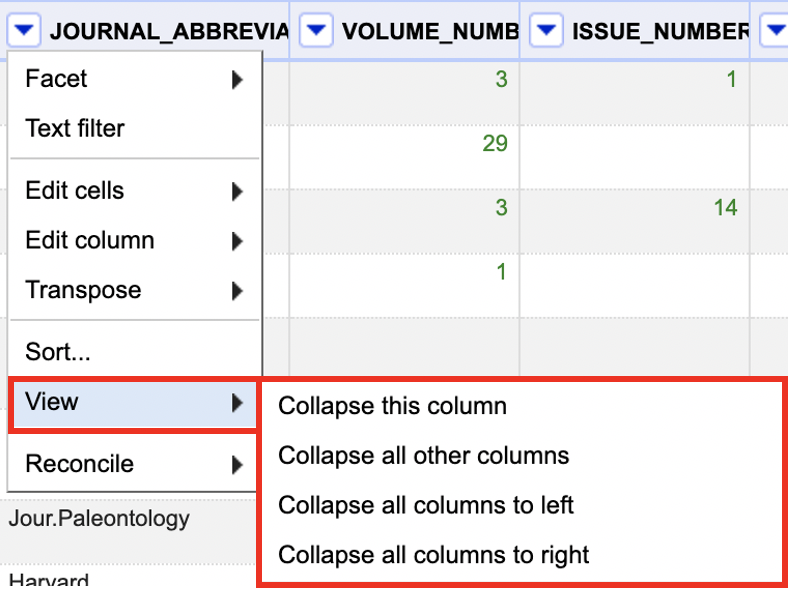 JOURNAL_ABBREVIA VOLUME_NUMB ISSUE_NUMBER
Facet 3 1
Text filter
29
Edit cells
3 14
Edit column
1
Transpose
Sort...
View
Collapse this column
Collapse all other columns
Reconcile
Collapse all columns to left
Jour.Paleontology
Collapse all columns to right
Harvard